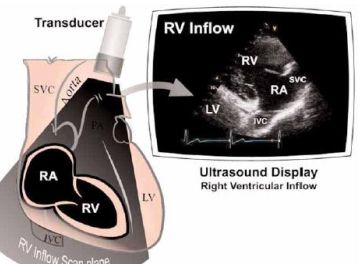 Transducer
RV Inflow
SVC
Aorta
PA
RA
RV
LV
IVC
RV Inflow Scan plane
RV
SVC
RA
LV
IVC
Ultrasound Display
Right Ventricular Inflow